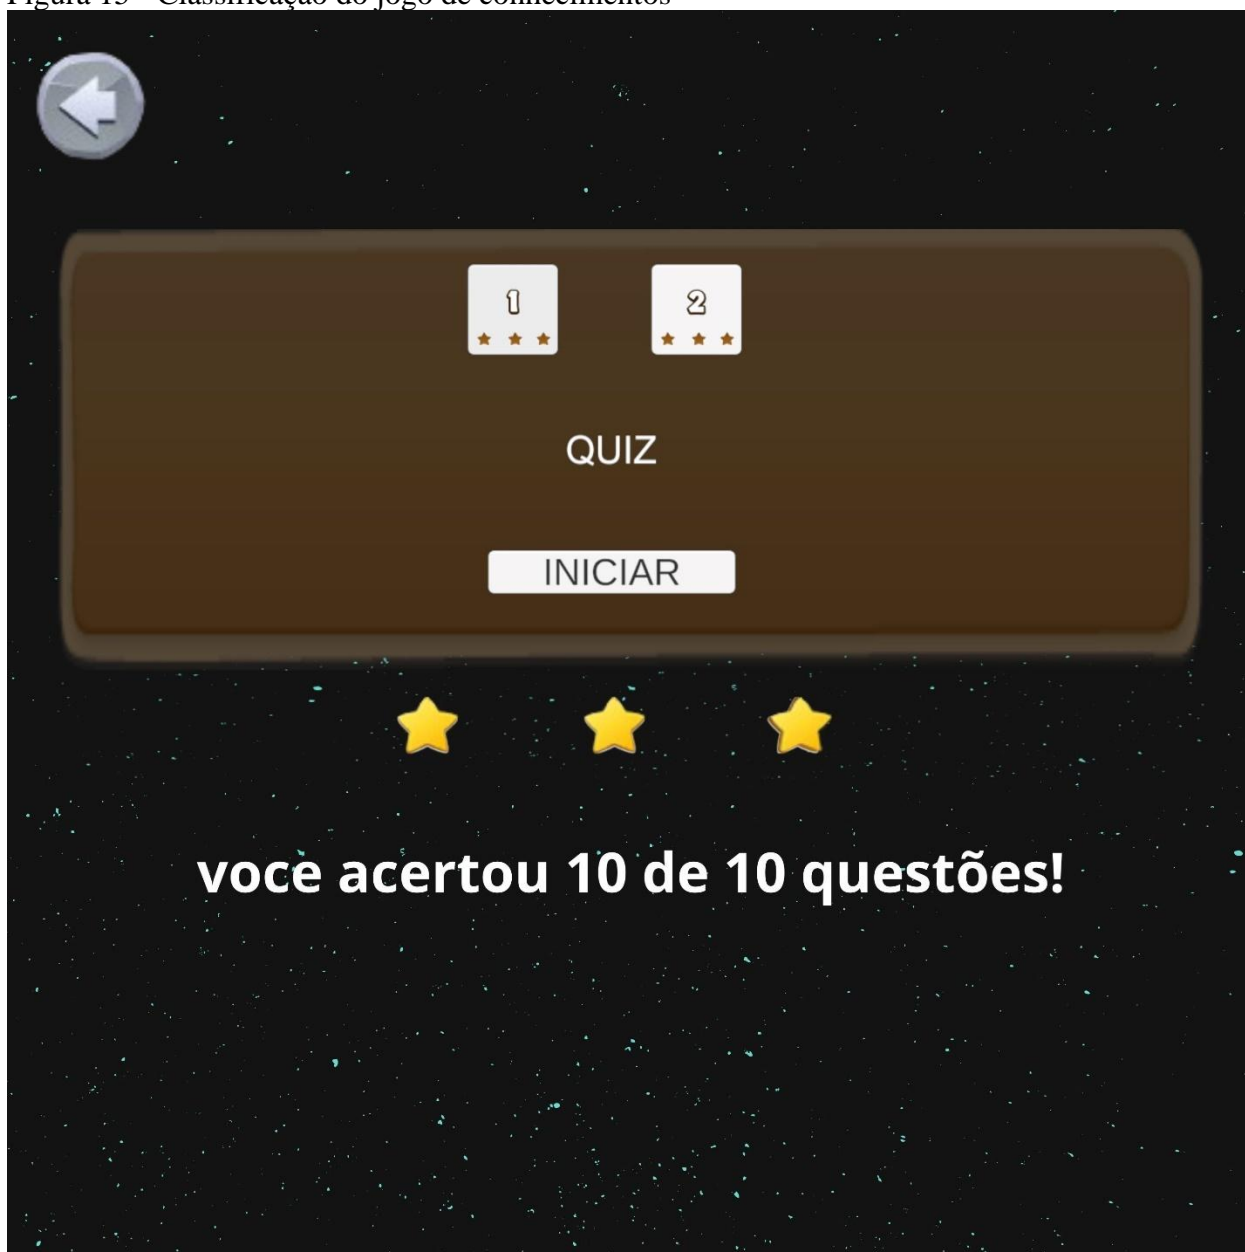 Figura 15 - Classificação do jogo de conhecimentos
1 2
QUIZ
INICIAR
voce acertou 10 de 10 questões!